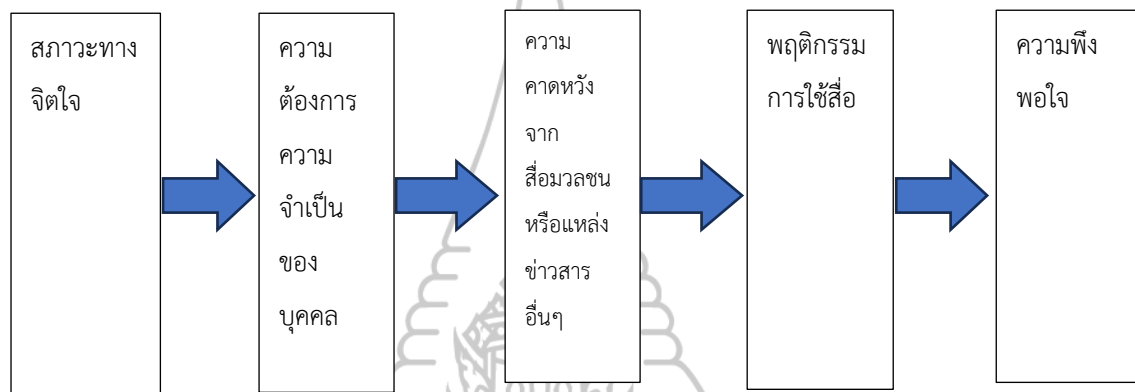 สภาวะทาง
จิตใจ
ความ
ต้องการ
ความ
จำเป็น
ของ
บุคคล
ความ
คาดหวัง
จาก
สื่อมวลชน
หรือแหล่ง
ข่าวสาร
อื่นๆ
พฤติกรรม
การใช้สื่อ
ความพึง
พอใจ